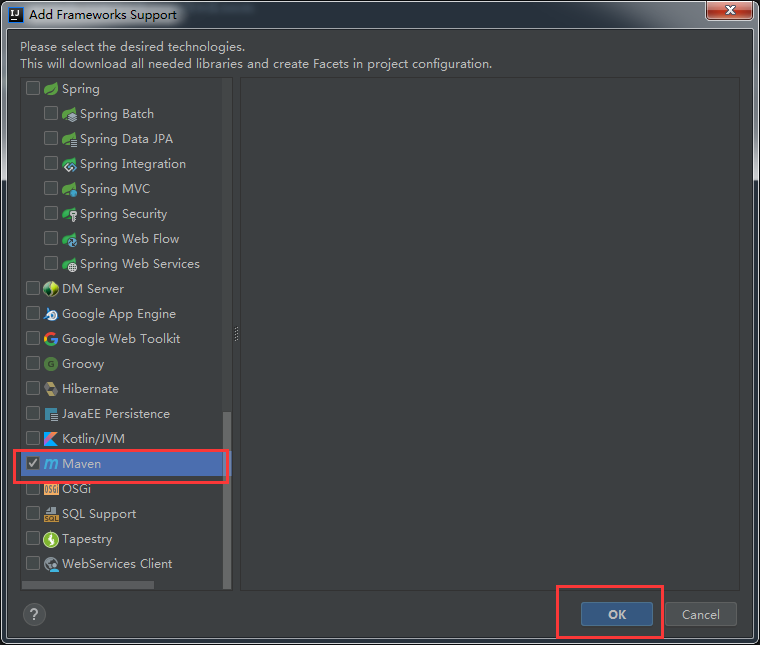 Add Frameworks Support
Please select the desired technologies.
This will download all needed libraries and create Facets in project configuration.
Spring
Spring Batch
Spring Data JPA
Spring Integration
Spring MVC
Spring Security
Spring Web Flow
Spring Web Services
DM Server
Google App Engine
Google Web Toolkit
Groovy
Hibernate
JavaEE Persistence
Kotlin/JVM
Maven
OSGi
SQL Support
Tapestry
WebServices Client
?
OK
Cancel